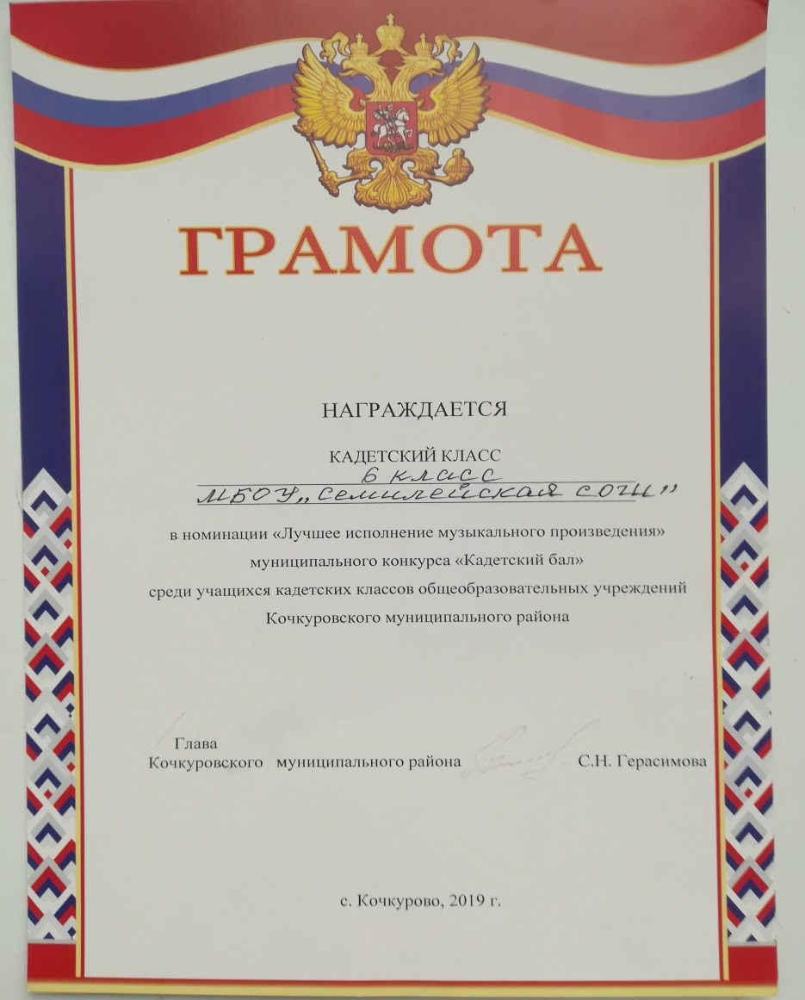 ГРАМОТА
НАГРАЖДАЕТСЯ
КАДЕТСКИЙ КЛАСС
6 класс
МБОУ „Семилейская СОШ”
в номинации «Лучшее исполнение музыкального произведения»
муниципального конкурса «Кадетский бал»
среди учащихся кадетских классов общеобразовательных учреждений
Кочкуровского муниципального района
Глава
Кочкуровского муниципального района С.Н. Герасимова
с. Кочкурово, 2019 г.